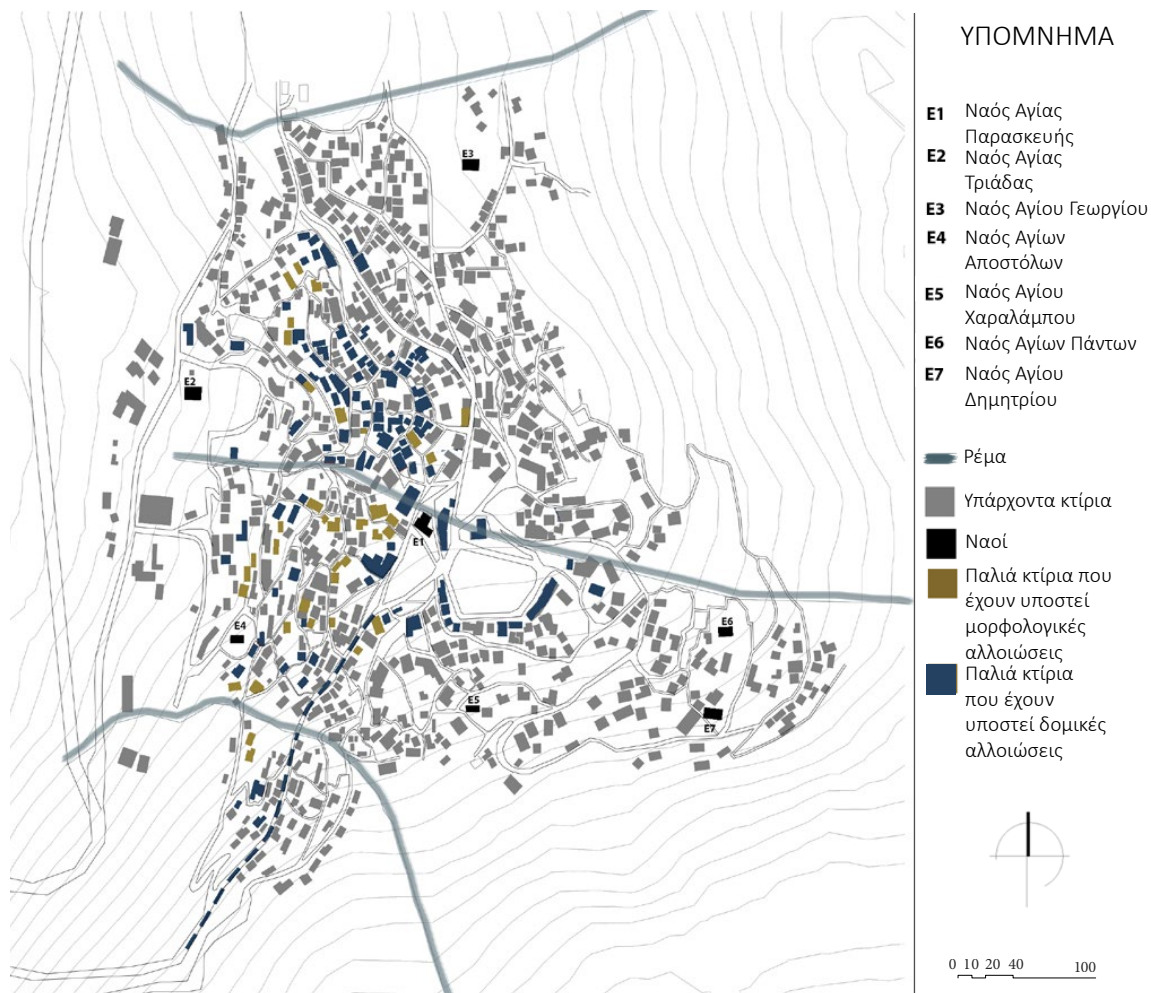 ΥΠΟΜΝΗΜΑ
E1 Ναός Αγίας
Παρασκευής
E2 Ναός Αγίας
Τριάδας
E3 Ναός Αγίου Γεωργίου
E4 Ναός Αγίων
Αποστόλων
E5 Ναός Αγίου
Χαραλάμπου
E6 Ναός Αγίων Πάντων
E7 Ναός Αγίου
Δημητρίου
Ρέμα
Υπάρχοντα κτίρια
Ναοί
Παλιά κτίρια που
έχουν υποστεί
μορφολογικές
αλλοιώσεις
Παλιά κτίρια
που έχουν
υποστεί δομικές
αλλοιώσεις
0 10 20 40 100
E3
E2
E1
E4
E6
E5
E7